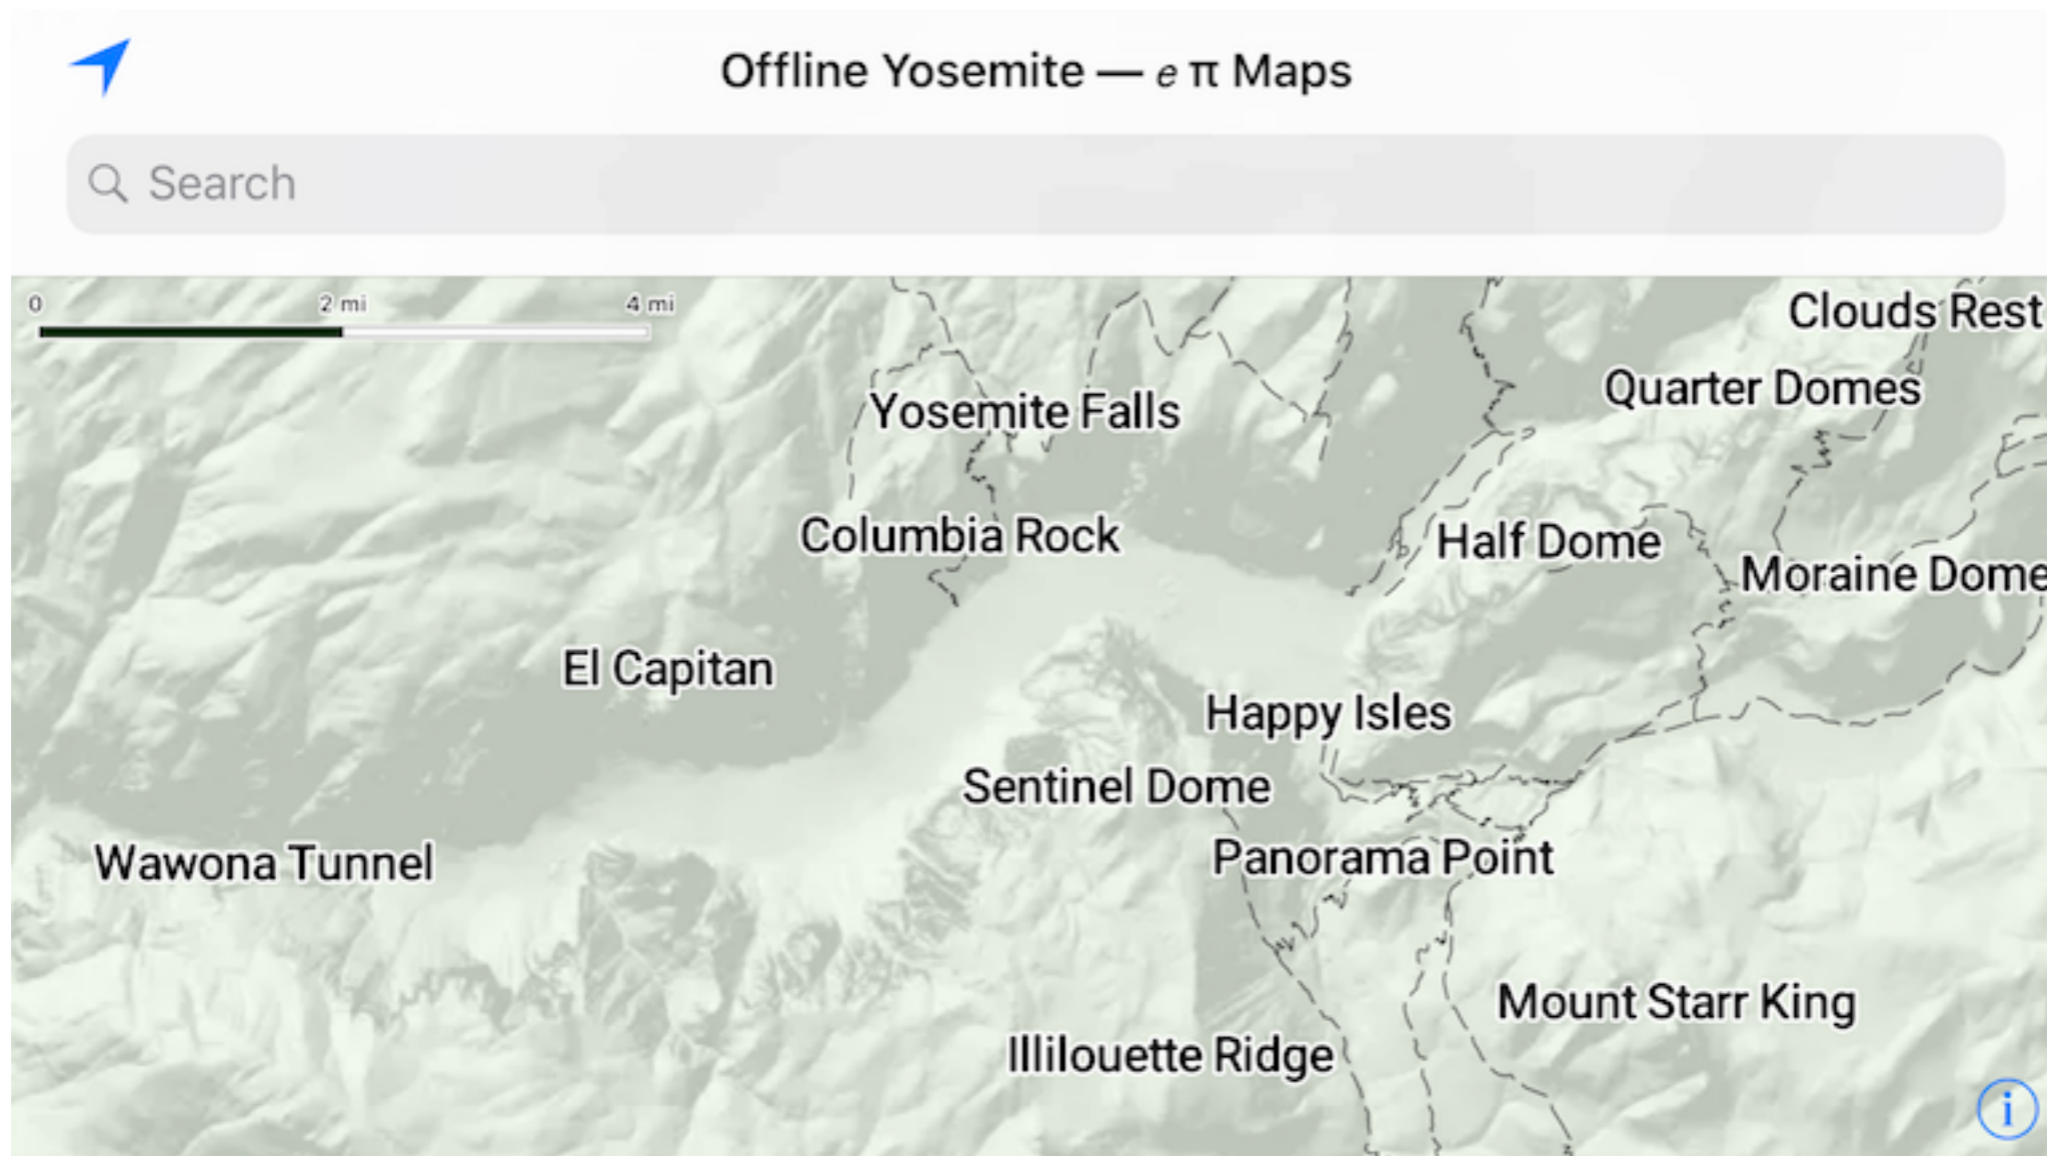 Offline Yosemite — e π Maps
Search
0 2 mi 4 mi
Clouds Rest
Quarter Domes
Yosemite Falls
Columbia Rock
Half Dome
Moraine Dome
El Capitan
Happy Isles
Sentinel Dome
Wawona Tunnel
Panorama Point
Mount Starr King
Illilouette Ridge
i